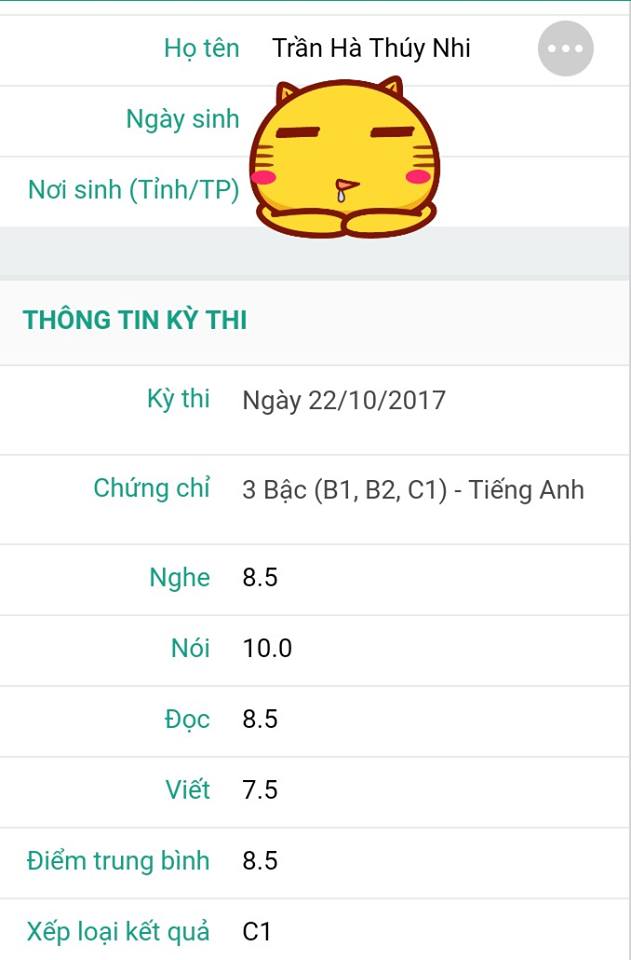 Họ tên Trần Hà Thúy Nhi
Ngày sinh
Nơi sinh (Tỉnh/TP)
THÔNG TIN KỲ THI
Kỳ thi Ngày 22/10/2017
Chứng chỉ 3 Bậc (B1, B2, C1) - Tiếng Anh
Nghe 8.5
Nói 10.0
Đọc 8.5
Viết 7.5
Điểm trung bình 8.5
Xếp loại kết quả C1